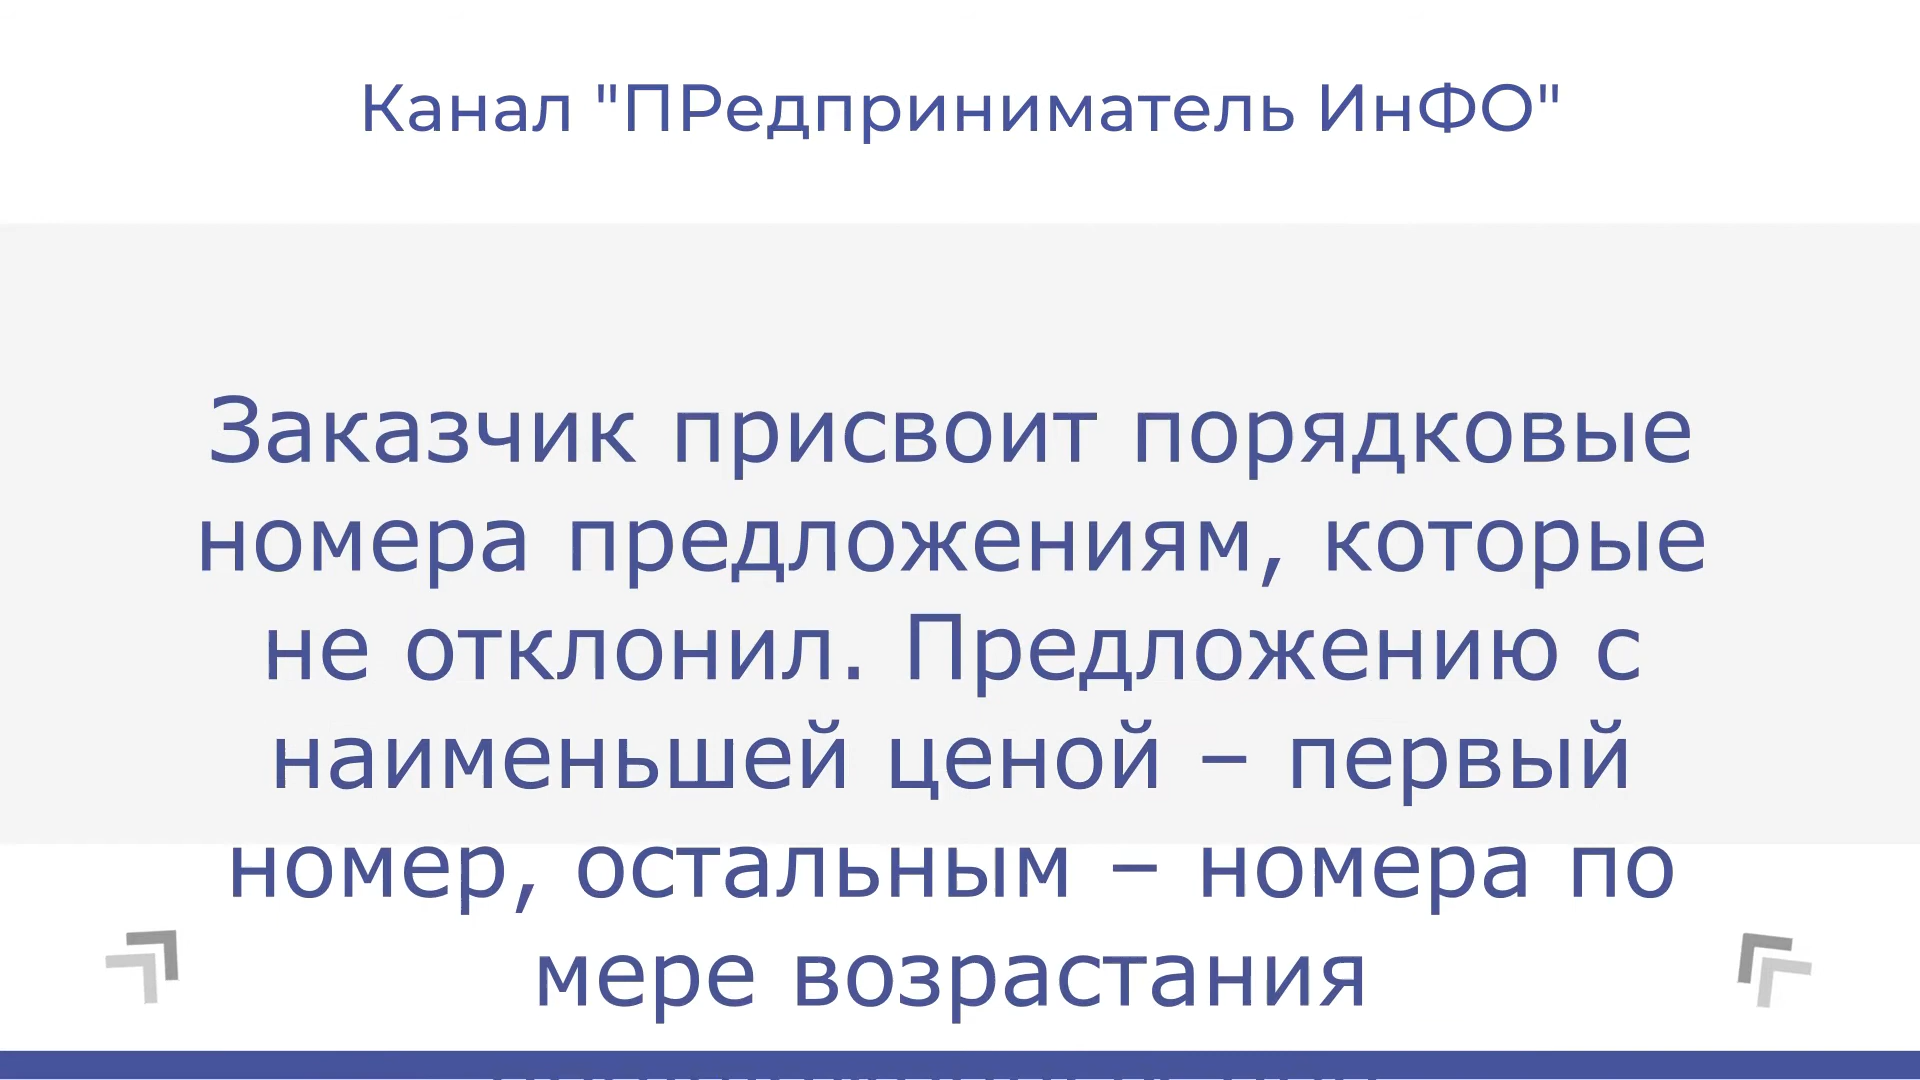 Канал "ПРедприниматель ИнФО"
Заказчик присвоит порядковые
номера предложениям, которые
не отклонил. Предложению с
наименьшей ценой – первый
номер, остальным – номера по
мере возрастания